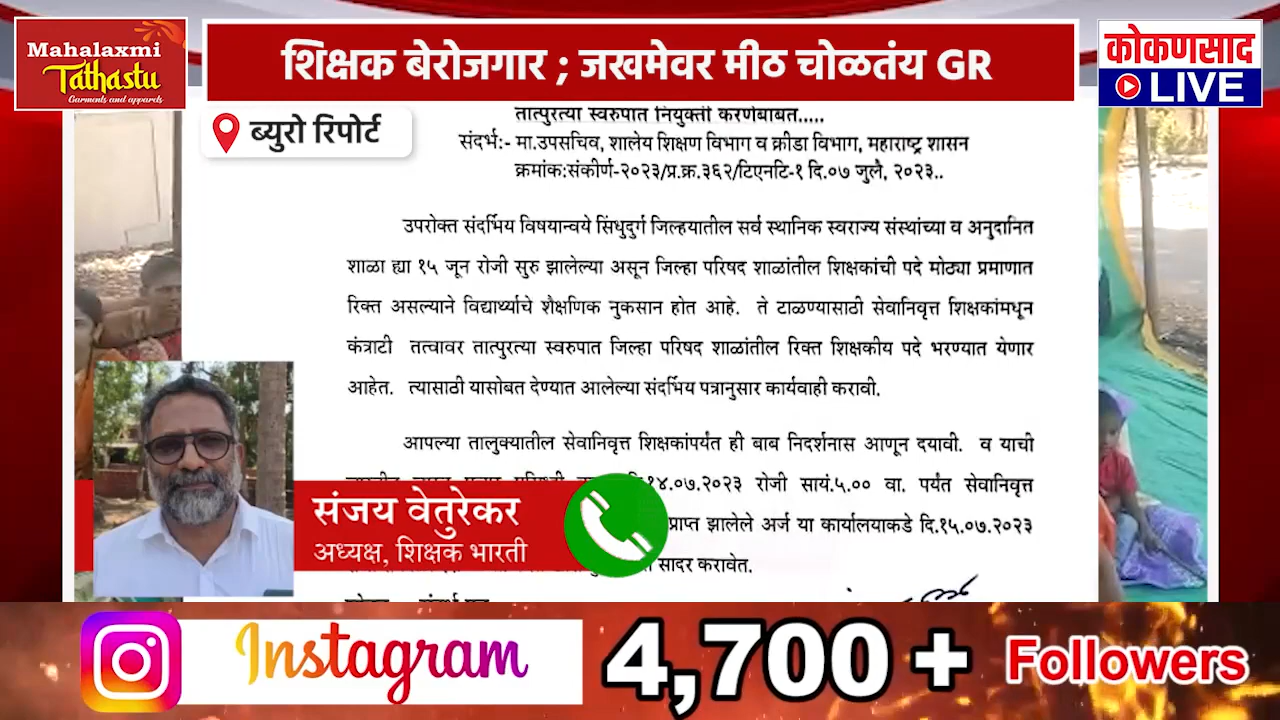 Mahalaxmi
Tathastu
Garments and apparels
शिक्षक बेरोजगार ; जखमेवर मीठ चोळतंय GR
कोकणसाद
LIVE
ब्युरो रिपोर्ट
तात्पुरत्या स्वरुपात नियुक्ती करणेबाबत.....
संदर्भ:- मा.उपसचिव, शालेय शिक्षण विभाग व क्रीडा विभाग, महाराष्ट्र शासन
क्रमांक:संकीर्ण-२०२३/प्र.क्र.३६२/टिएनटि-१ दि.०७ जुलै, २०२३..
उपरोक्त संदर्भिय विषयान्वये सिंधुदुर्ग जिल्हयातील सर्व स्थानिक स्वराज्य संस्थांच्या व अनुदानित
शाळा ह्या १५ जून रोजी सुरु झालेल्या असून जिल्हा परिषद शाळांतील शिक्षकांची पदे मोठ्या प्रमाणात
रिक्त असल्याने विद्यार्थ्यांचे शैक्षणिक नुकसान होत आहे. ते टाळण्यासाठी सेवानिवृत्त शिक्षकांमधून
कंत्राटी तत्वावर तात्पुरत्या स्वरुपात जिल्हा परिषद शाळांतील रिक्त शिक्षकीय पदे भरण्यात येणार
आहेत. त्यासाठी यासोबत देण्यात आलेल्या संदर्भिय पत्रानुसार कार्यवाही करावी.
आपल्या तालुक्यातील सेवानिवृत्त शिक्षकांपर्यंत ही बाब निदर्शनास आणून दयावी. व याची
१४.०७.२०२३ रोजी सायं.५.०० वा. पर्यंत सेवानिवृत्त
प्राप्त झालेले अर्ज या कार्यालयाकडे दि.१५.०७.२०२३
सादर करावेत.
संजय वेतुरेकर
अध्यक्ष, शिक्षक भारती
Instagram
4,700 +
Followers